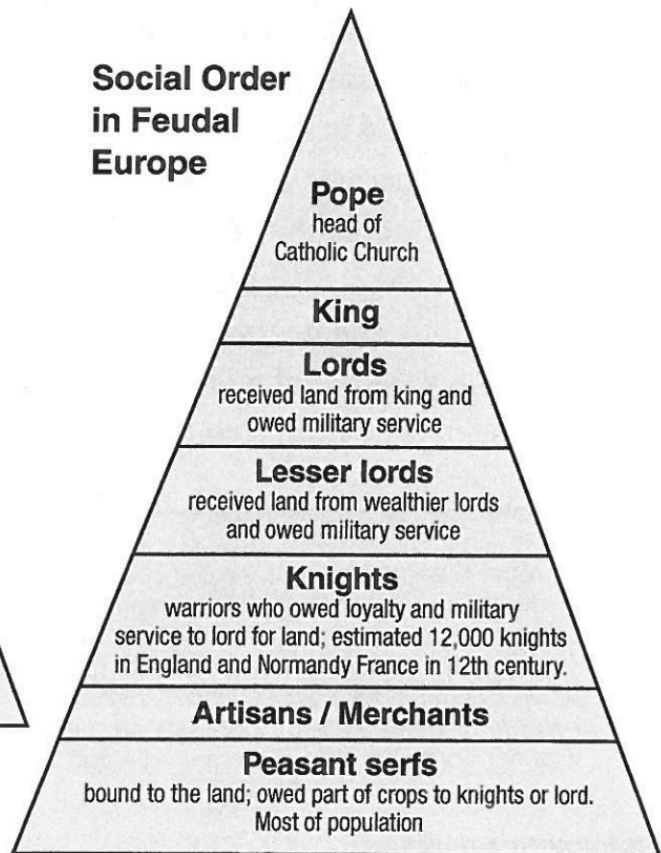 Social Order
in Feudal
Europe
Pope
head of
Catholic Church
King
Lords
received land from king and
owed military service
Lesser lords
received land from wealthier lords
and owed military service
Knights
warriors who owed loyalty and military
service to lord for land; estimated 12,000 knights
in England and Normandy France in 12th century.
Artisans / Merchants
Peasant serfs
bound to the land; owed part of crops to knights or lord.
Most of population